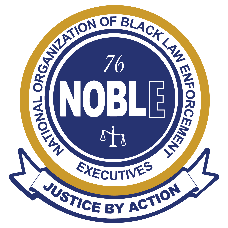 NATIONAL ORGANIZATION OF BLACK LAW ENFORCEMENT
76
NOBLE
EXECUTIVES
JUSTICE BY ACTION